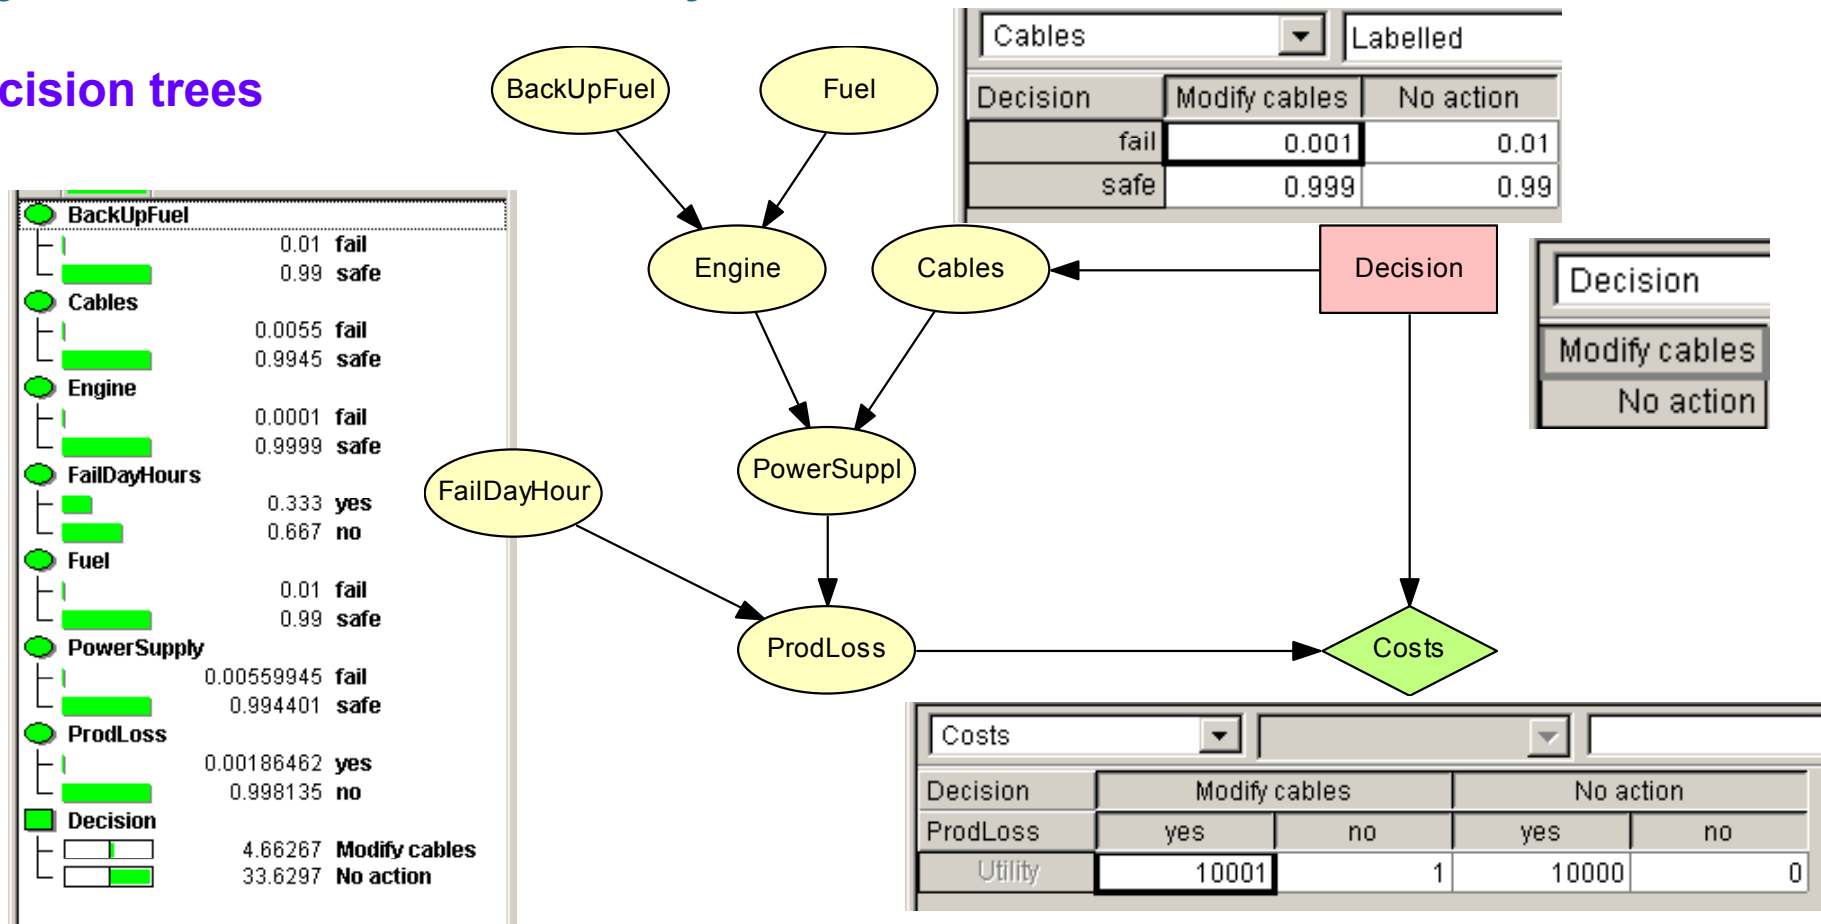 cision trees
BackUpFuel
0.01 fail
0.99 safe
Cables
0.0055 fail
0.9945 safe
Engine
0.0001 fail
0.9999 safe
FailDayHours
0.333 yes
0.667 no
Fuel
0.01 fail
0.99 safe
PowerSupply
0.00559945 fail
0.994401 safe
ProdLoss
0.00186462 yes
0.998135 no
Decision
4.66267 Modify cables
33.6297 No action
BackUpFuel
Fuel
Engine
Cables
Decision
PowerSuppl
FailDayHour
ProdLoss
Costs
Cables Labelled
Decision Modify cables No action
fail 0.001 0.01
safe 0.999 0.99
Decision
Modify cables
No action
Costs
Decision Modify cables No action
ProdLoss yes no yes no
Utility 10001 1 10000 0